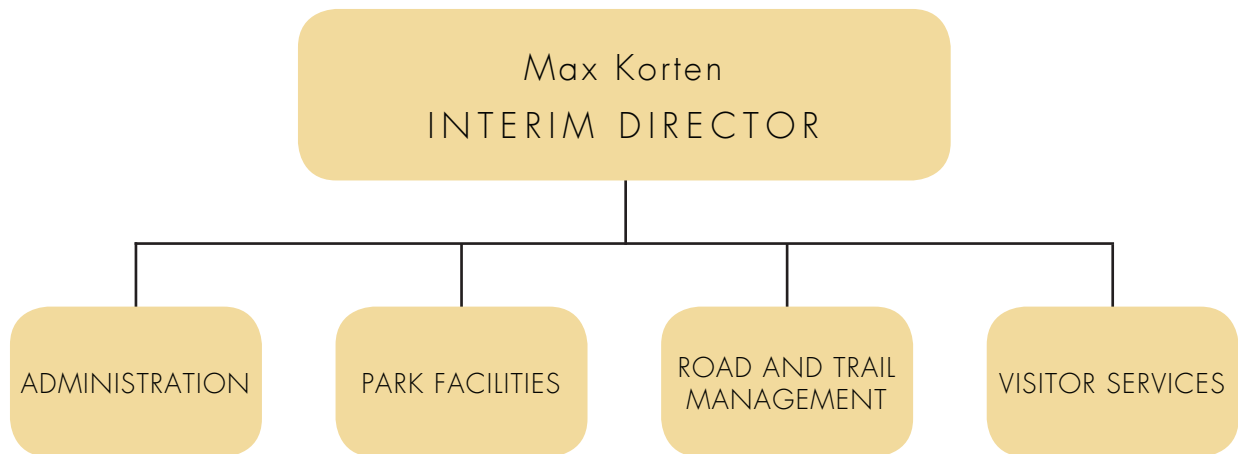 Max Korten
INTERIM DIRECTOR
ADMINISTRATION
PARK FACILITIES
ROAD AND TRAIL
MANAGEMENT
VISITOR SERVICES